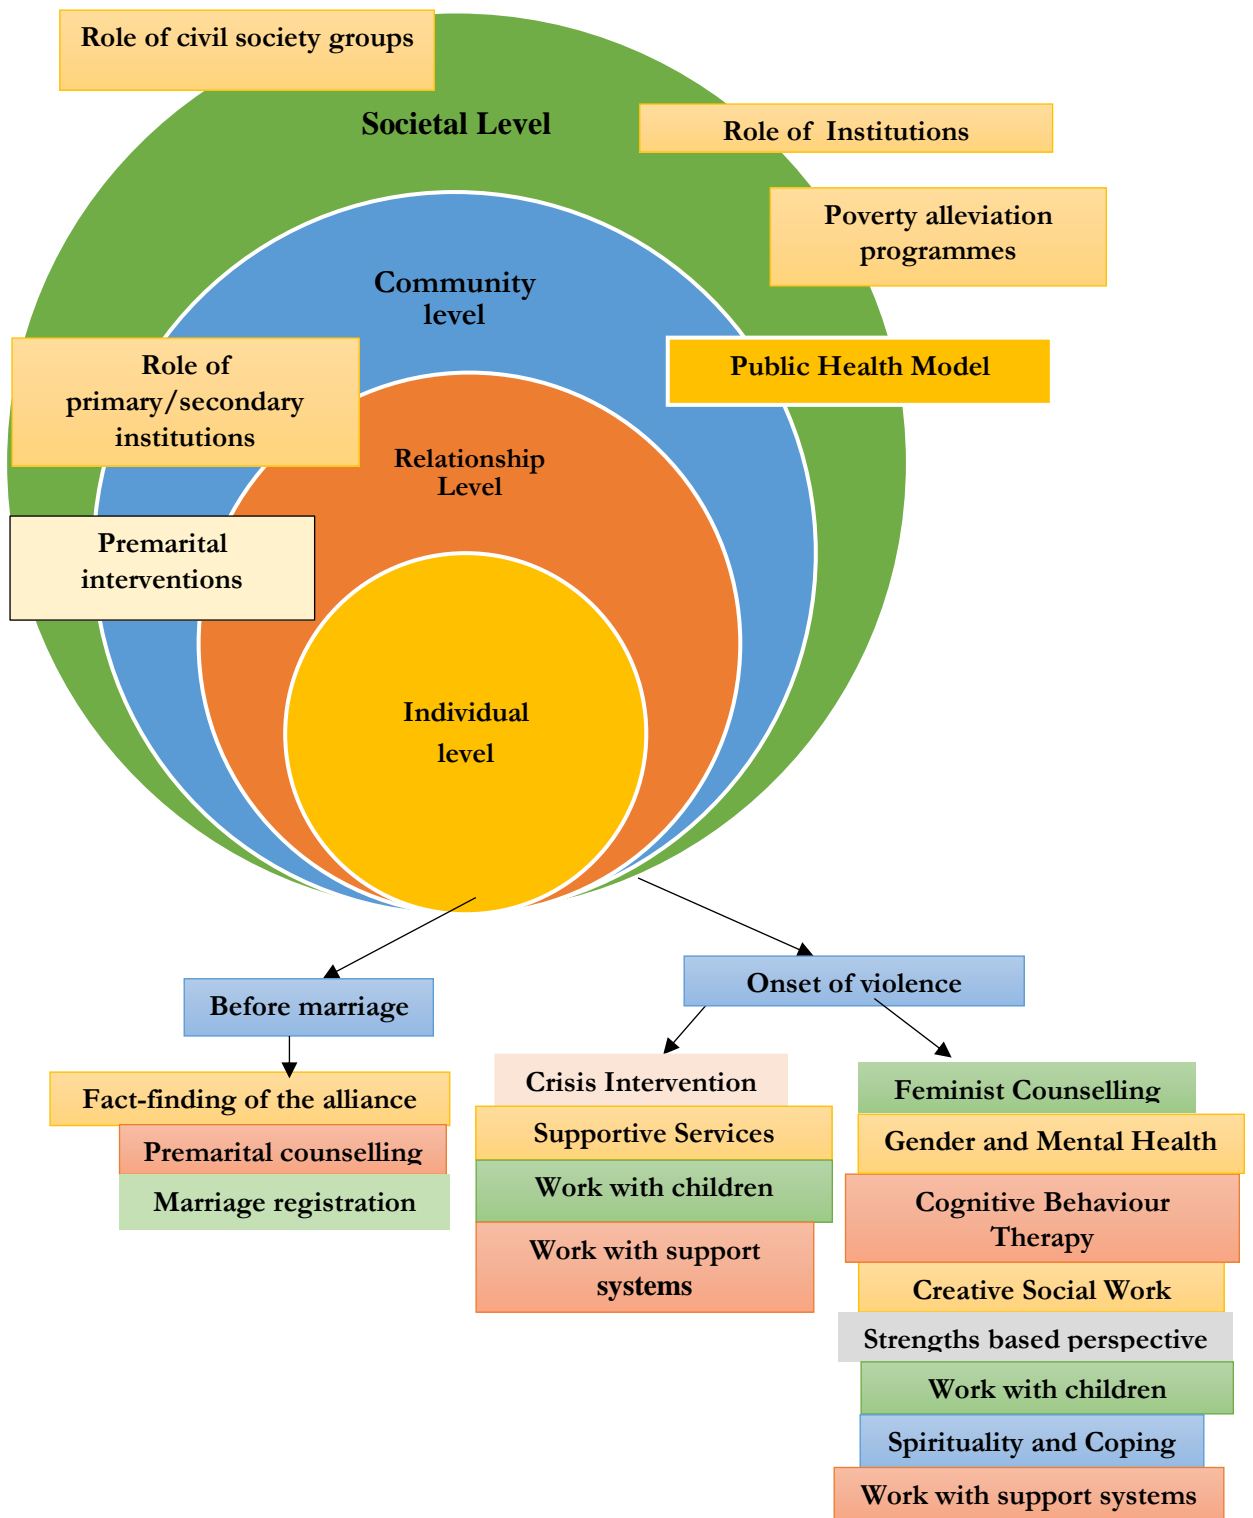 Role of civil society groups
Societal Level
Role of Institutions
Poverty alleviation
programmes
Community
level
Role of
primary/secondary
institutions
Public Health Model
Relationship
Level
Premarital
interventions
Individual
level
Before marriage
Fact-finding of the alliance
Premarital counselling
Marriage registration
Onset of violence
Crisis Intervention
Supportive Services
Work with children
Work with support
systems
Feminist Counselling
Gender and Mental Health
Cognitive Behaviour
Therapy
Creative Social Work
Strengths based perspective
Work with children
Spirituality and Coping
Work with support systems